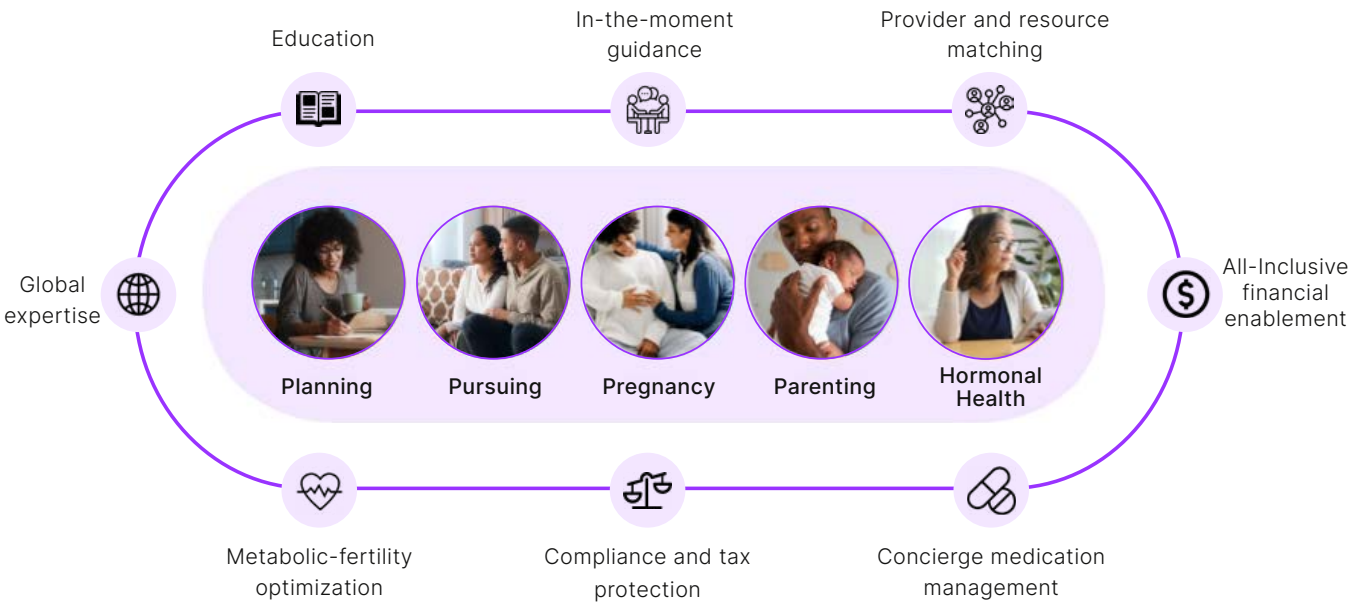 Education
In-the-moment
guidance
Provider and resource
matching
Global
expertise
All-Inclusive
financial
enablement
Planning
Pursuing
Pregnancy
Parenting
Hormonal
Health
Metabolic-fertility
optimization
Compliance and tax
protection
Concierge medication
management